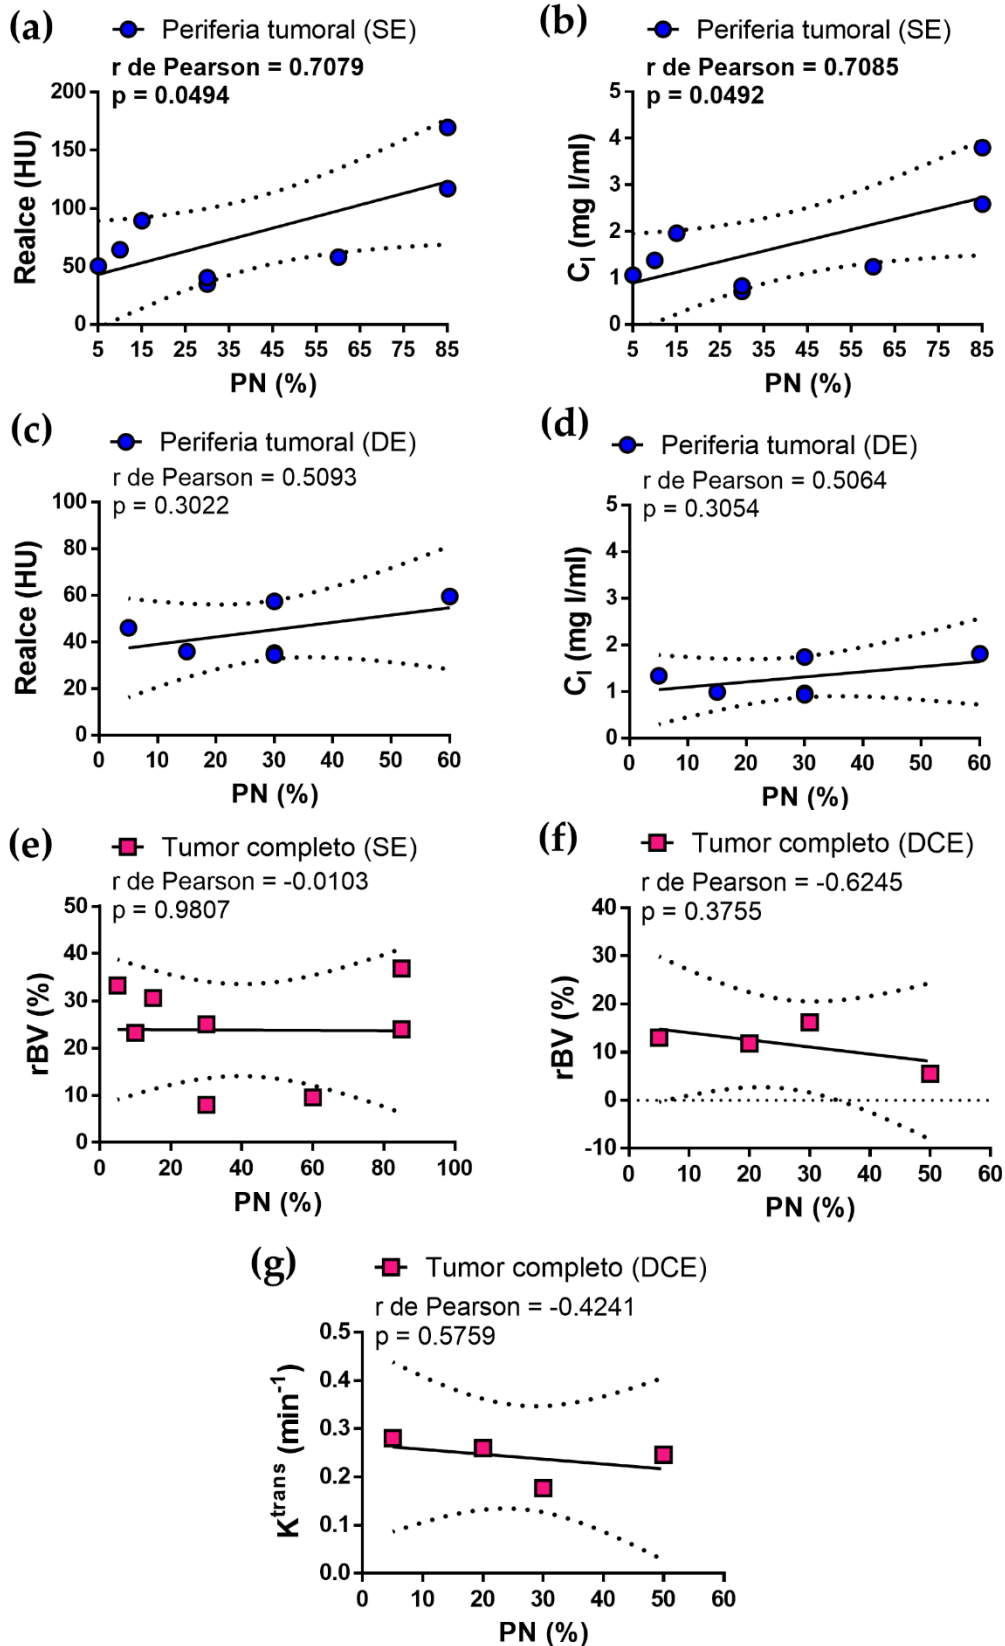 (a)
Periferia tumoral (SE)
r de Pearson = 0.7079
p = 0.0494
Realce (HU)
200
150
100
50
0
5 15 25 35 45 55 65 75 85
PN (%)
(b)
Periferia tumoral (SE)
r de Pearson = 0.7085
p = 0.0492
C_I (mg I/ml)
5
4
3
2
1
0
5 15 25 35 45 55 65 75 85
PN (%)
(c)
Periferia tumoral (DE)
r de Pearson = 0.5093
p = 0.3022
Realce (HU)
100
80
60
40
20
0
0 10 20 30 40 50 60
PN (%)
(d)
Periferia tumoral (DE)
r de Pearson = 0.5064
p = 0.3054
C_I (mg I/ml)
5
4
3
2
1
0
0 10 20 30 40 50 60
PN (%)
(e)
Tumor completo (SE)
r de Pearson = -0.0103
p = 0.9807
rBV (%)
50
40
30
20
10
0
0 20 40 60 80 100
PN (%)
(f)
Tumor completo (DCE)
r de Pearson = -0.6245
p = 0.3755
rBV (%)
40
30
20
10
0
-10
0 10 20 30 40 50 60
PN (%)
(g)
Tumor completo (DCE)
r de Pearson = -0.4241
p = 0.5759
K^trans (min^-1)
0.5
0.4
0.3
0.2
0.1
0.0
0 10 20 30 40 50 60
PN (%)